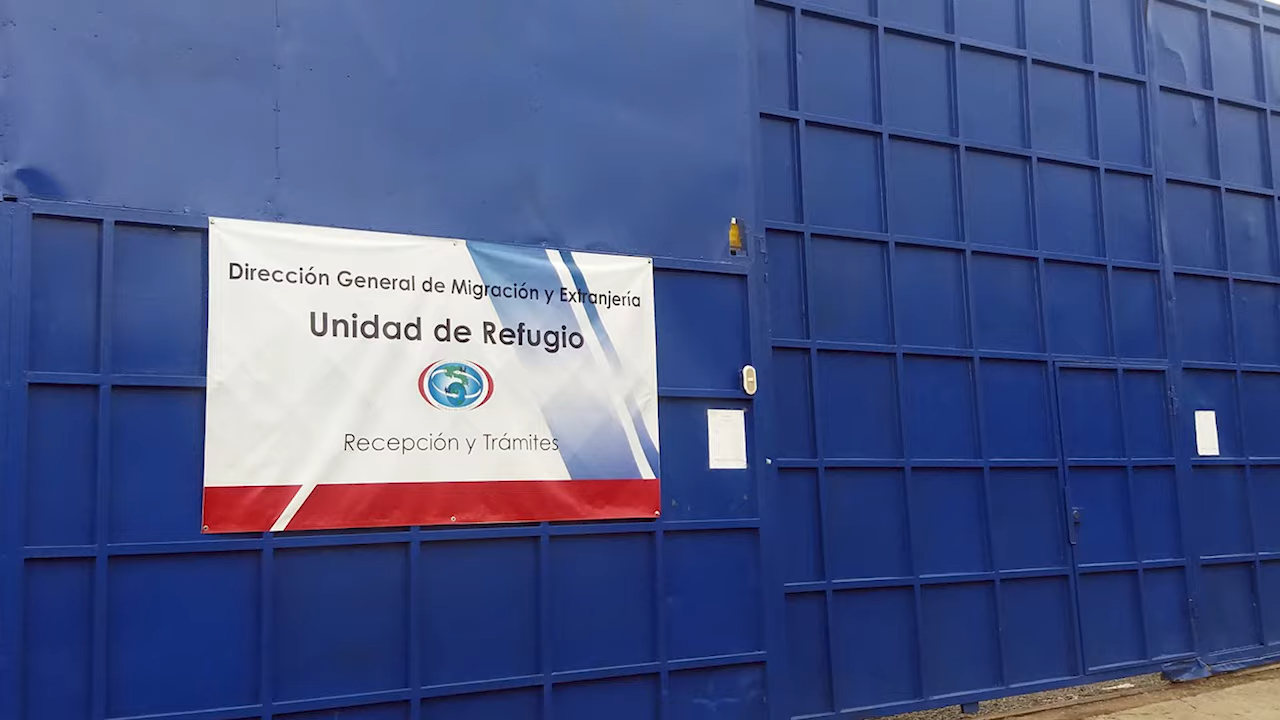 Dirección General de Migración y Extranjería
Unidad de Refugio
Recepción y Trámites